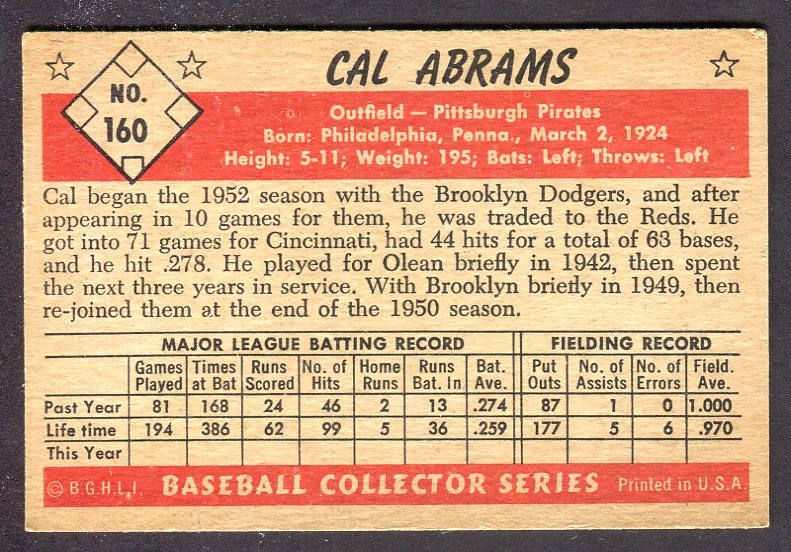 NO.
160
CAL ABRAMS
Outfield — Pittsburgh Pirates
Born: Philadelphia, Penna., March 2, 1924
Height: 5-11; Weight: 195; Bats: Left; Throws: Left
Cal began the 1952 season with the Brooklyn Dodgers, and after
appearing in 10 games for them, he was traded to the Reds. He
got into 71 games for Cincinnati, had 44 hits for a total of 63 bases,
and he hit .278. He played for Olean briefly in 1942, then spent
the next three years in service. With Brooklyn briefly in 1949, then
re-joined them at the end of the 1950 season.
MAJOR LEAGUE BATTING RECORD FIELDING RECORD
Games Played Times at Bat Runs Scored No. of Hits Home Runs Runs Bat. In Bat. Ave. Put Outs No. of Assists No. of Errors Field. Ave.
Past Year 81 168 24 46 2 13 .274 87 1 0 1.000
Life time 194 386 62 99 5 36 .259 177 5 6 .970
This Year
© B.G.H.L.I. BASEBALL COLLECTOR SERIES Printed in U.S.A.